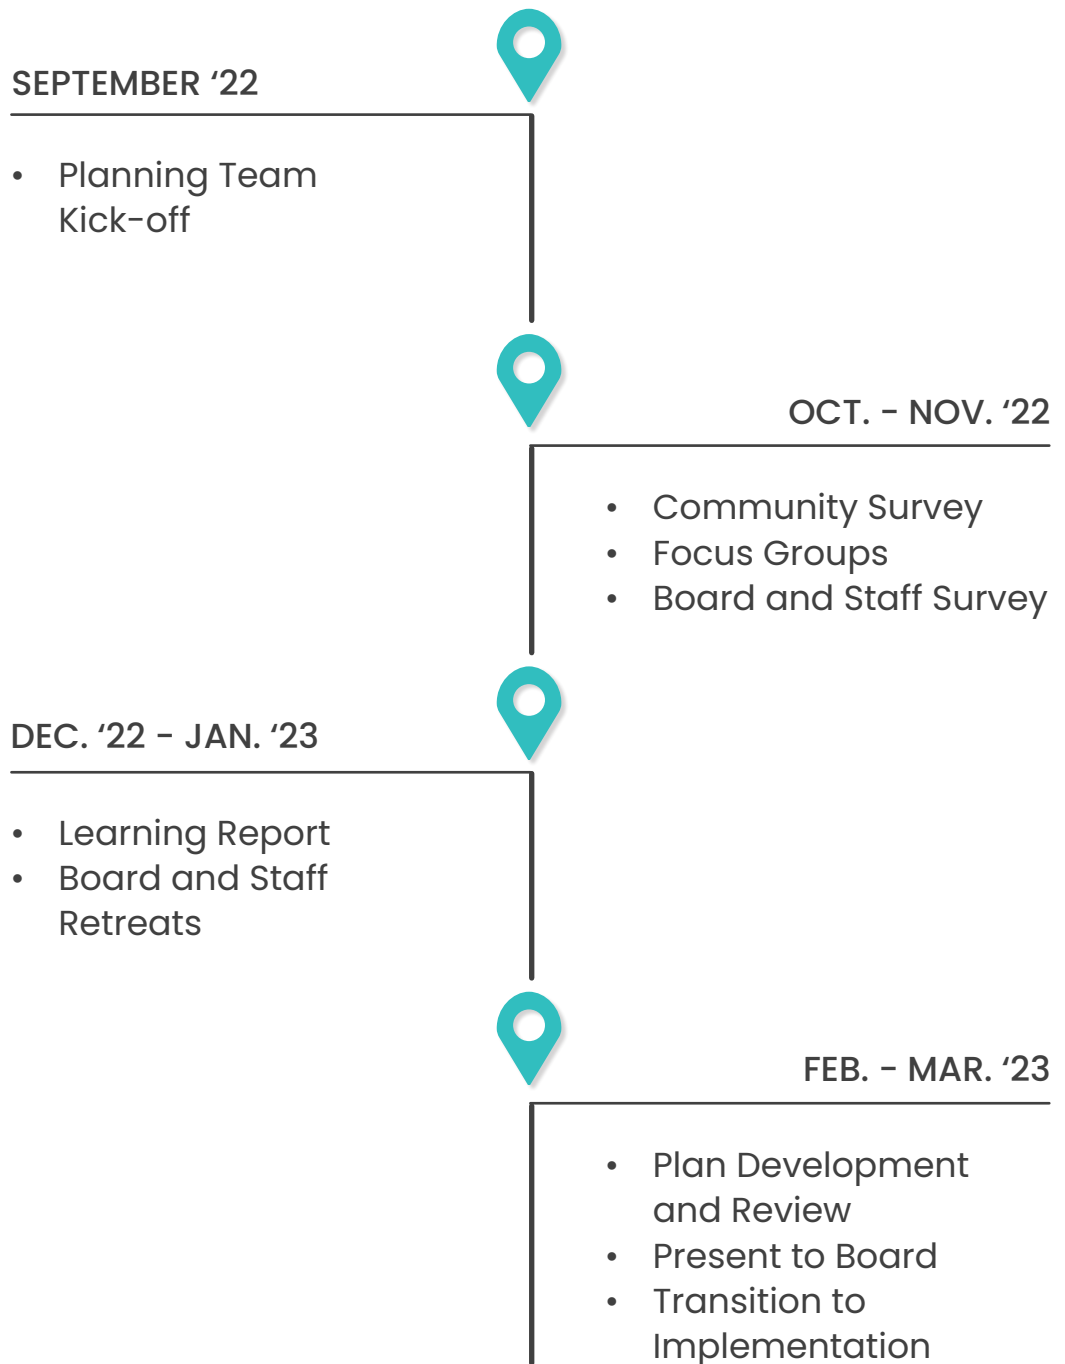 SEPTEMBER ‘22
• Planning Team
Kick-off
OCT. - NOV. ‘22
• Community Survey
• Focus Groups
• Board and Staff Survey
DEC. ‘22 - JAN. ‘23
• Learning Report
• Board and Staff
Retreats
FEB. - MAR. ‘23
• Plan Development
and Review
• Present to Board
• Transition to
Implementation